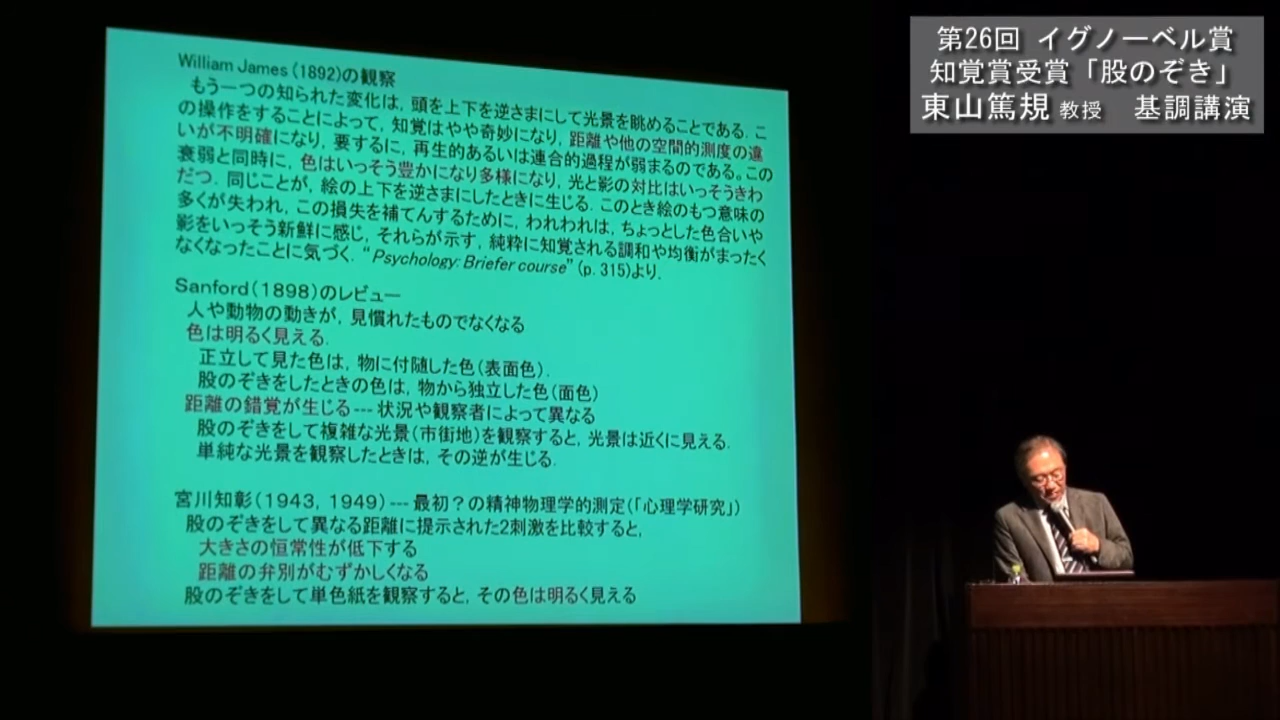 第26回 イグノーベル賞
知覚賞受賞「股のぞき」
東山篤規 教授 基調講演
William James (1892)の観察
もう一つの知られた変化は, 頭を上下を逆さまにして光景を眺めることである. こ
の操作をすることによって, 知覚はやや奇妙になり, 距離や他の空間的測度の違
いが不明確になり, 要するに, 再生的あるいは連合的過程が弱まるのである。この
衰弱と同時に, 色はいっそう豊かになり多様になり, 光と影の対比はいっそうきわ
だつ. 同じことが, 絵の上下を逆さまにしたときに生じる. このとき絵のもつ意味の
多くが失われ, この損失を補てんするために, われわれは, ちょっとした色合いや
影をいっそう新鮮に感じ, それらが示す, 純粋に知覚される調和や均衡がまったく
なくなったことに気づく. “Psychology: Briefer course” (p. 315)より.
Sanford(1898)のレビュー
人や動物の動きが, 見慣れたものでなくなる
色は明るく見える.
正立して見た色は, 物に付随した色(表面色).
股のぞきをしたときの色は, 物から独立した色(面色)
距離の錯覚が生じる --- 状況や観察者によって異なる
股のぞきをして複雑な光景(市街地)を観察すると, 光景は近くに見える.
単純な光景を観察したときは, その逆が生じる.
宮川知彰(1943, 1949) --- 最初?の精神物理学的測定(「心理学研究」)
股のぞきをして異なる距離に提示された2刺激を比較すると,
大きさの恒常性が低下する
距離の弁別がむずかしくなる
股のぞきをして単色紙を観察すると, その色は明るく見える